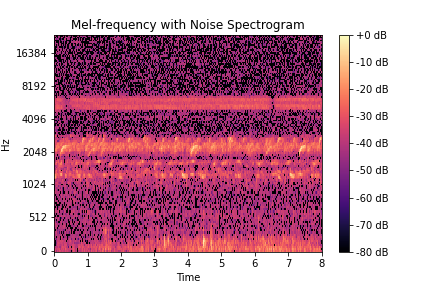 Mel-frequency with Noise Spectrogram
+0 dB
16384
-10 dB
8192
-20 dB
4096
-30 dB
Hz
2048
-40 dB
1024
-50 dB
512
-60 dB
-70 dB
0
-80 dB
0 1 2 3 4 5 6 7 8
Time